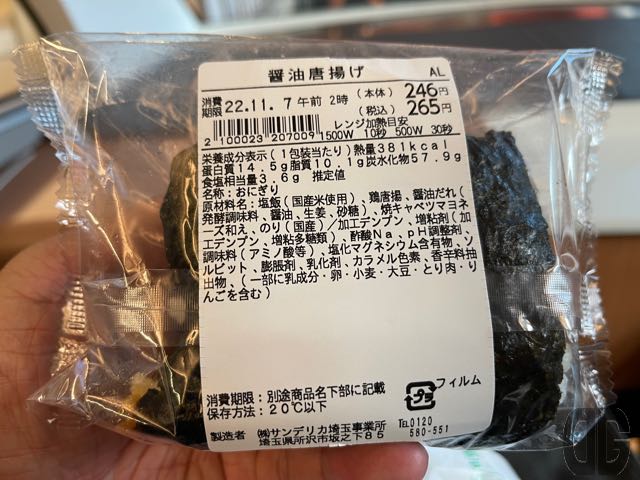 醤油唐揚げ AL
消費期限 22.11. 7 午前 2時 (本体) 246円
(税込) 265円
レンジ加熱目安
2 100023 207009 1500W 10秒 500W 30秒
栄養成分表示(1包装当たり)熱量381kcal
蛋白質14.5g脂質10.1g炭水化物57.9g
食塩相当量3.6g 推定値
名称:おにぎり
原材料名:塩飯(国産米使用)、鶏唐揚、醤油だれ(
発酵調味料、醤油、生姜、砂糖)、焼キャベツマヨネ
ーズ和え、のり(国産)/加工デンプン、増粘剤(加
工デンプン、増粘多糖類)、酢酸Na、pH調整剤、
調味料(アミノ酸等)、塩化マグネシウム含有物、ソ
ルビット、膨脹剤、乳化剤、カラメル色素、香辛料抽
出物、(一部に乳成分・卵・小麦・大豆・とり肉・り
んごを含む)
消費期限:別途商品名下部に記載
保存方法:20℃以下
プラ フィルム
製造者 ㈱サンデリカ埼玉事業所 TEL0120
埼玉県所沢市坂之下85 580-551